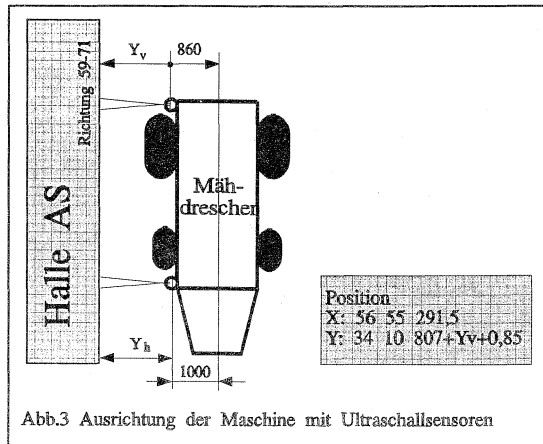 Yv 860
Richtung 59-71
Halle AS
Mäh-
drescher
Yh
1000
Position
X: 56 55 291,5
Y: 34 10 807+Yv+0,85
Abb.3 Ausrichtung der Maschine mit Ultraschallsensoren